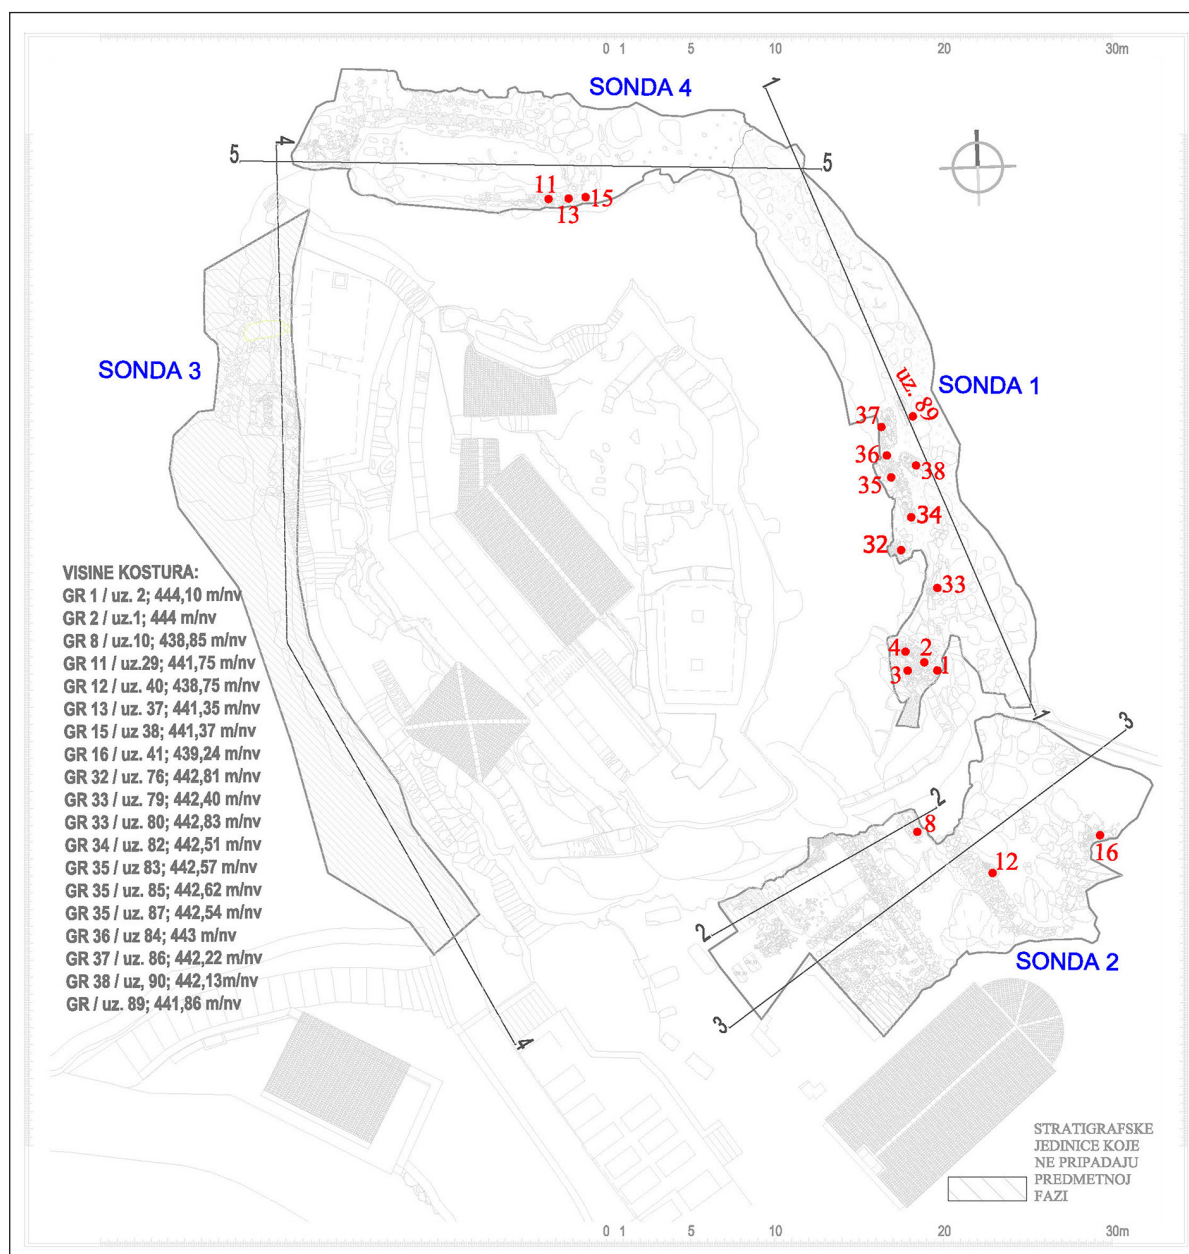 0 1 5 10 20 30m
SONDA 4
1
4
5
5
11
13
15
SONDA 3
SONDA 1
uz. 89
37
36
38
35
34
32
33
4
2
3
1
1
3
2
8
12
16
2
3
4
SONDA 2
VISINE KOSTURA:
GR 1 / uz. 2; 444,10 m/nv
GR 2 / uz.1; 444 m/nv
GR 8 / uz.10; 438,85 m/nv
GR 11 / uz.29; 441,75 m/nv
GR 12 / uz. 40; 438,75 m/nv
GR 13 / uz. 37; 441,35 m/nv
GR 15 / uz 38; 441,37 m/nv
GR 16 / uz. 41; 439,24 m/nv
GR 32 / uz. 76; 442,81 m/nv
GR 33 / uz. 79; 442,40 m/nv
GR 33 / uz. 80; 442,83 m/nv
GR 34 / uz. 82; 442,51 m/nv
GR 35 / uz 83; 442,57 m/nv
GR 35 / uz. 85; 442,62 m/nv
GR 35 / uz. 87; 442,54 m/nv
GR 36 / uz 84; 443 m/nv
GR 37 / uz. 86; 442,22 m/nv
GR 38 / uz, 90; 442,13m/nv
GR / uz. 89; 441,86 m/nv
STRATIGRAFSKE
JEDINICE KOJE
NE PRIPADAJU
PREDMETNOJ
FAZI
0 1 5 10 20 30m